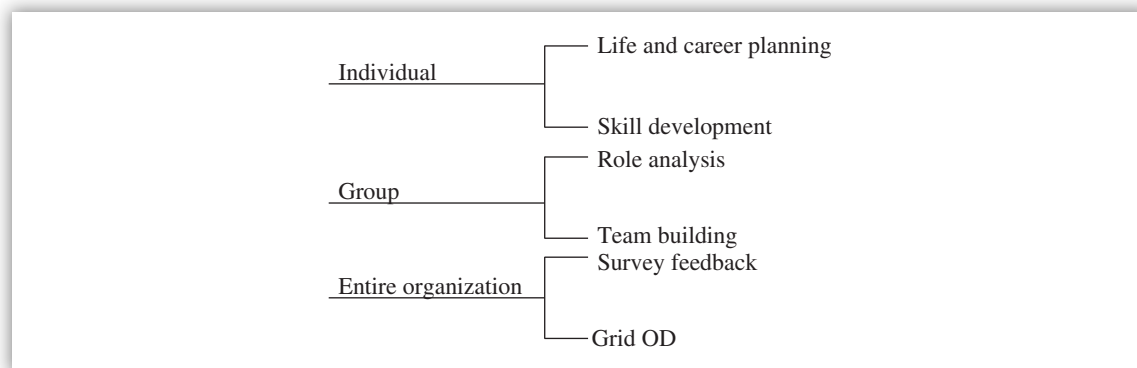 Life and career planning
Individual
Skill development
Role analysis
Group
Team building
Survey feedback
Entire organization
Grid OD